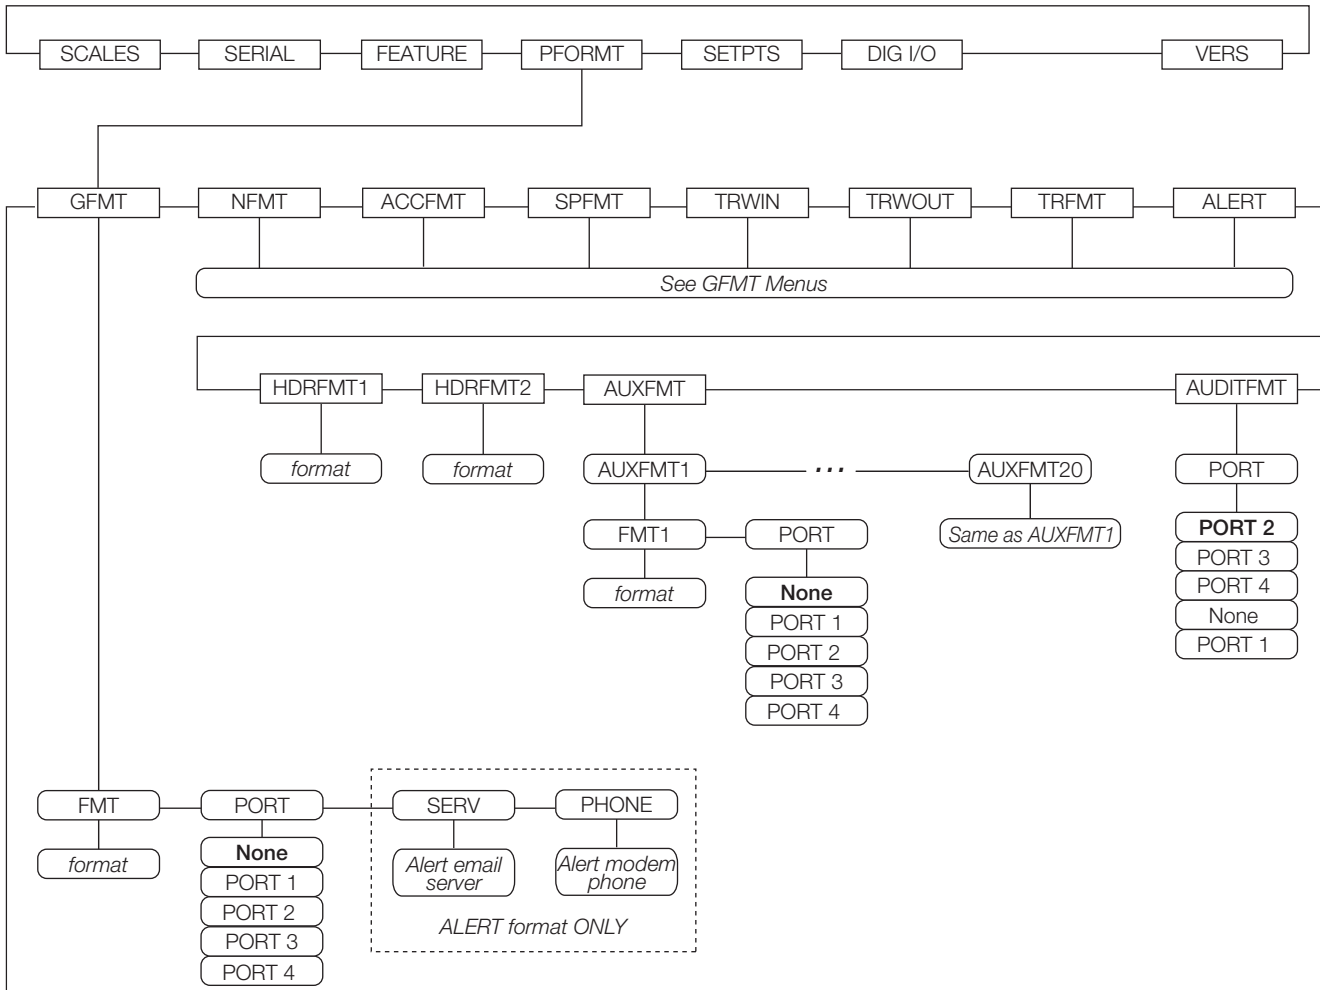 SCALES SERIAL FEATURE PFORMT SETPTS DIG I/O VERS
GFMT NFMT ACCFMT SPFMT TRWIN TRWOUT TRFMT ALERT
See GFMT Menus
HDRFMT1 HDRFMT2 AUXFMT AUDITFMT
format format AUXFMT1 ... AUXFMT20 PORT
FMT1 PORT Same as AUXFMT1 PORT 2
PORT 3
format None PORT 4
PORT 1 None
PORT 2 PORT 1
PORT 3
PORT 4
FMT PORT SERV PHONE
format None Alert email server Alert modem phone
PORT 1
PORT 2 ALERT format ONLY
PORT 3
PORT 4